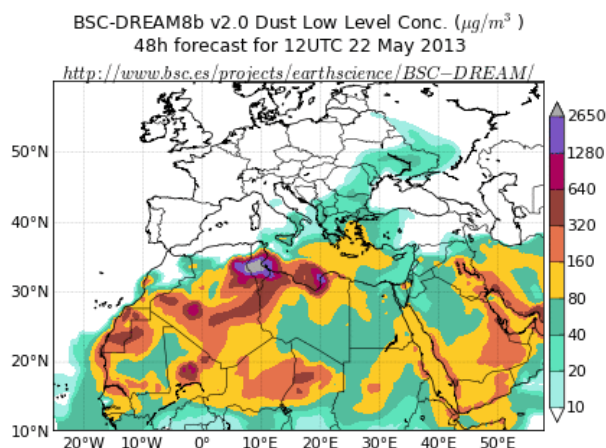 BSC-DREAM8b v2.0 Dust Low Level Conc. (μg/m³ )
48h forecast for 12UTC 22 May 2013
http://www.bsc.es/projects/earthscience/BSC−DREAM/
2650
1280
640
320
160
80
40
20
10
50°N
40°N
30°N
20°N
10°N
20°W 10°W 0° 10°E 20°E 30°E 40°E 50°E